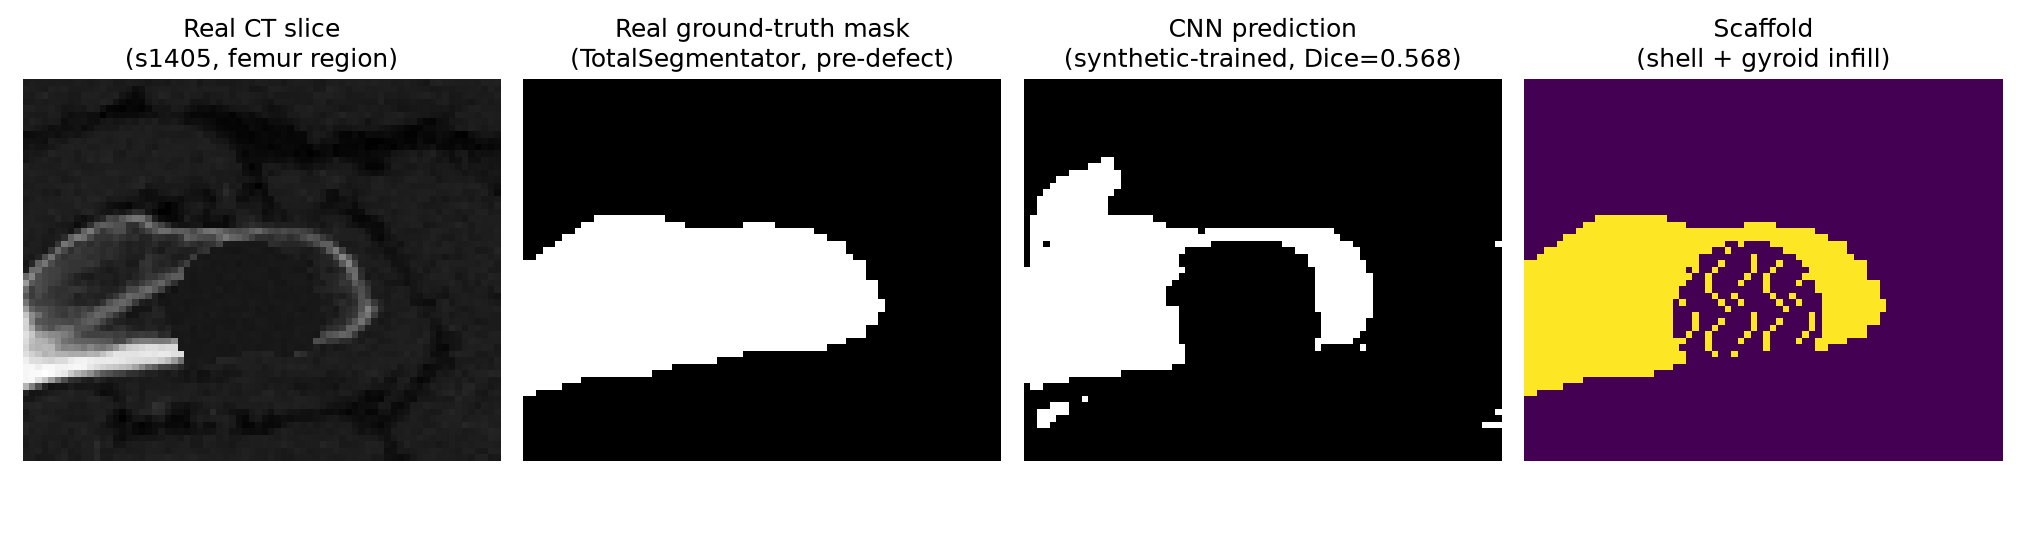 Real CT slice
(s1405, femur region)
Real ground-truth mask
(TotalSegmentator, pre-defect)
CNN prediction
(synthetic-trained, Dice=0.568)
Scaffold
(shell + gyroid infill)